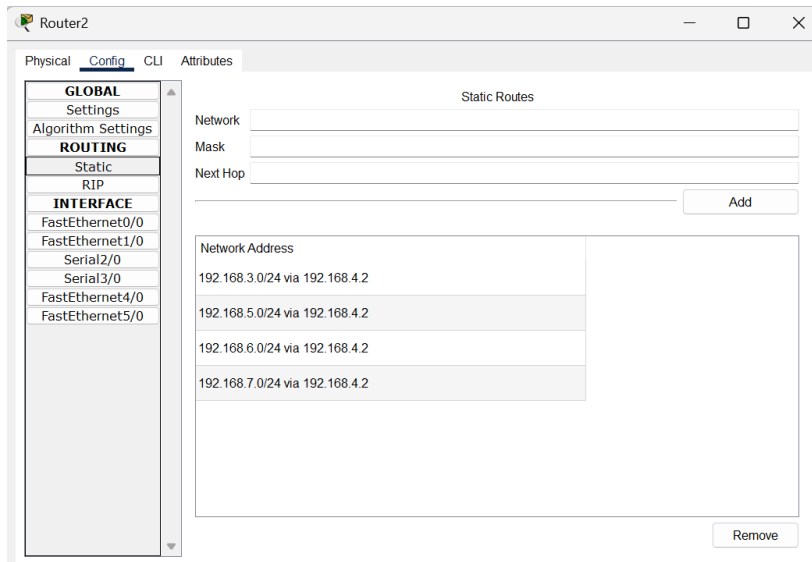 Router2
Physical Config CLI Attributes
GLOBAL
Settings
Algorithm Settings
ROUTING
Static
RIP
INTERFACE
FastEthernet0/0
FastEthernet1/0
Serial2/0
Serial3/0
FastEthernet4/0
FastEthernet5/0
Static Routes
Network
Mask
Next Hop
Add
Network Address
192.168.3.0/24 via 192.168.4.2
192.168.5.0/24 via 192.168.4.2
192.168.6.0/24 via 192.168.4.2
192.168.7.0/24 via 192.168.4.2
Remove